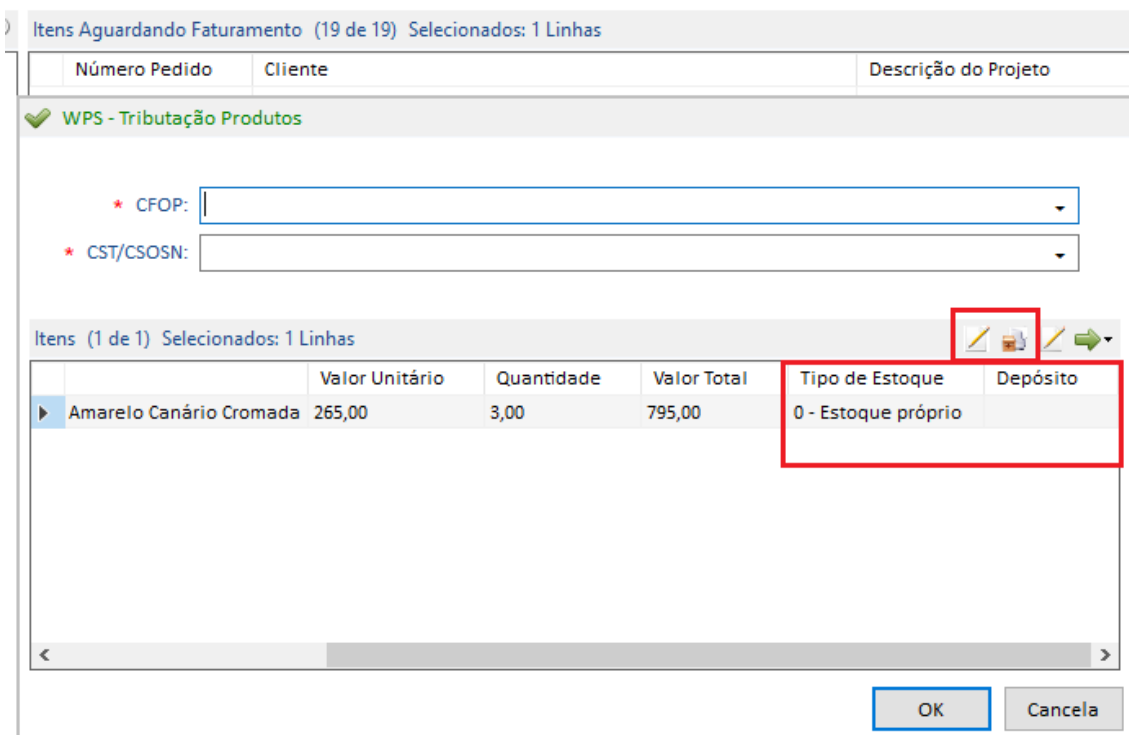 Itens Aguardando Faturamento (19 de 19) Selecionados: 1 Linhas
Número Pedido Cliente Descrição do Projeto
WPS - Tributação Produtos
* CFOP:
* CST/CSOSN:
Itens (1 de 1) Selecionados: 1 Linhas
Valor Unitário Quantidade Valor Total Tipo de Estoque Depósito
Amarelo Canário Cromada 265,00 3,00 795,00 0 - Estoque próprio
OK Cancela